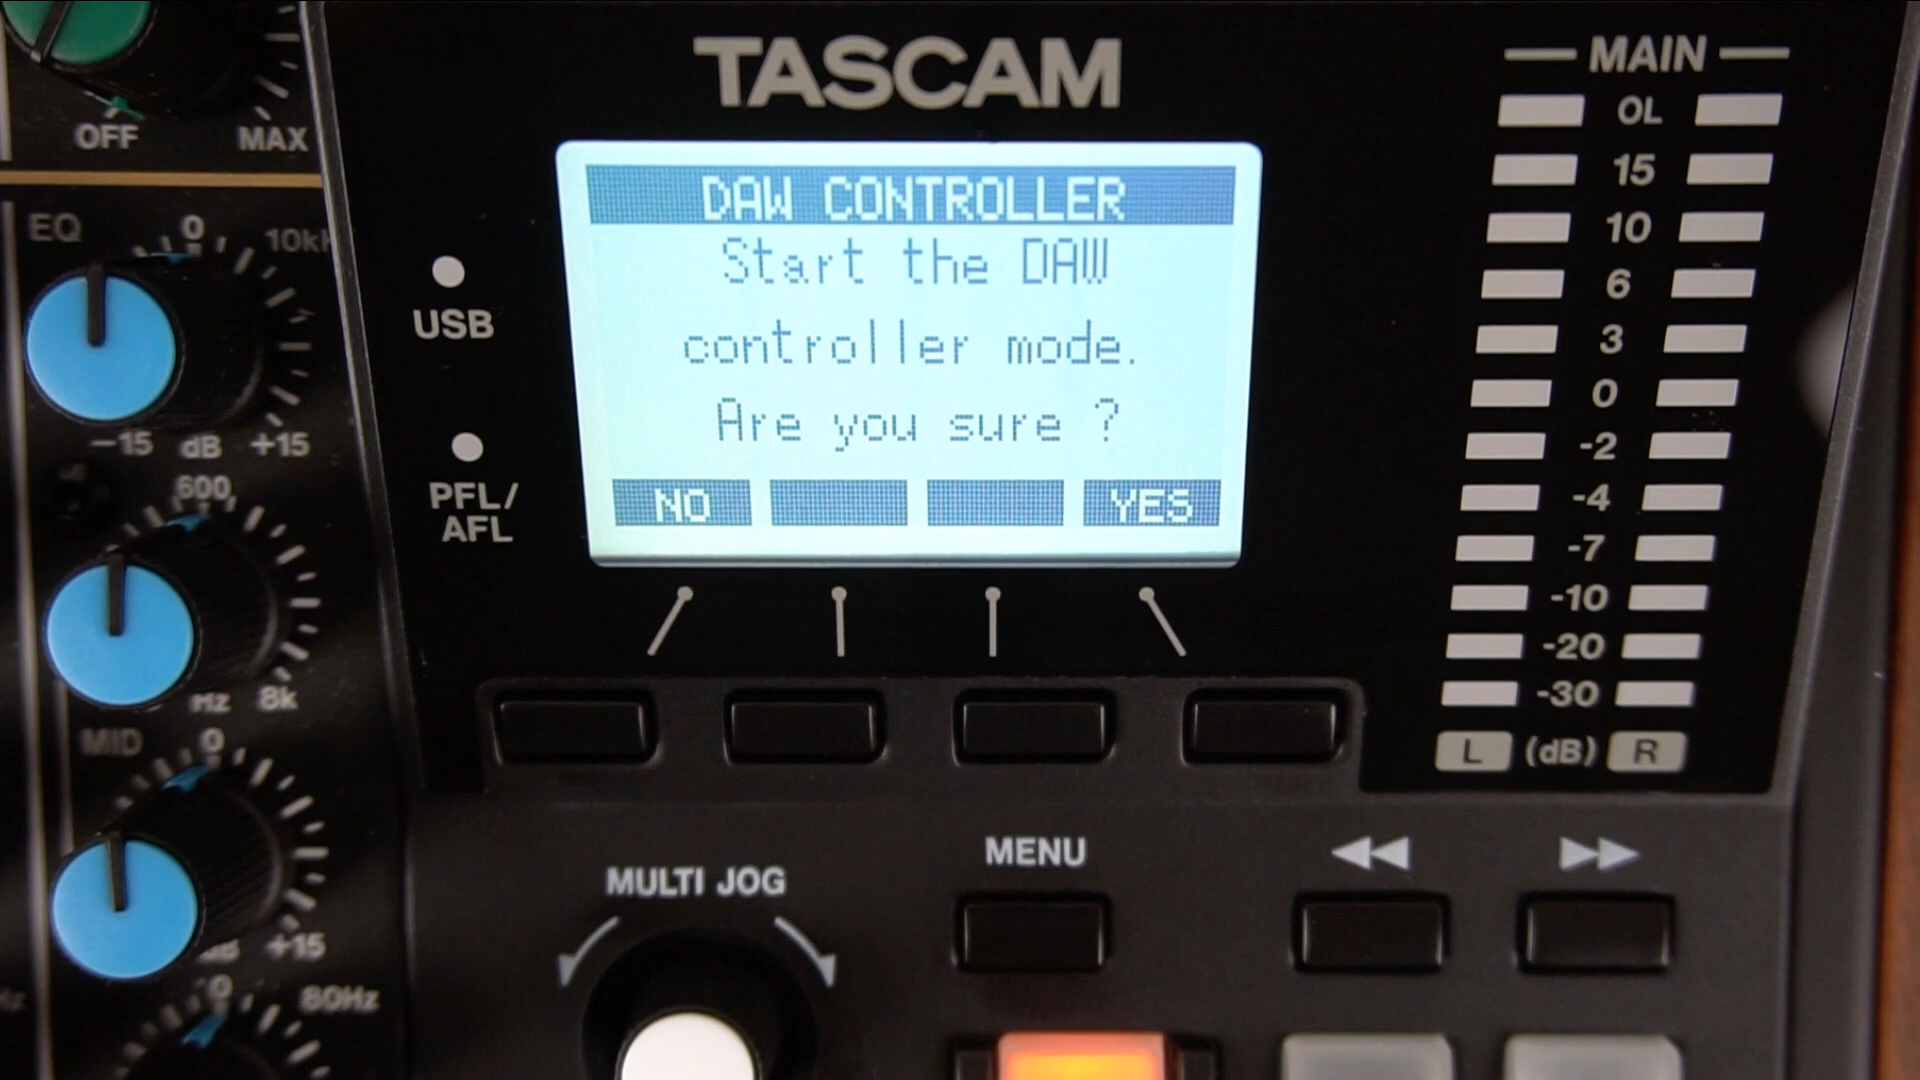 TASCAM
DAW CONTROLLER
Start the DAW
controller mode.
Are you sure ?
NO YES
USB
PFL/
AFL
MAIN
OL
15
10
6
3
0
-2
-4
-7
-10
-20
-30
L (dB) R
MULTI JOG
MENU
OFF MAX
EQ 0
-15 dB +15
600
Hz 8k
MID 0
+15
0 80Hz